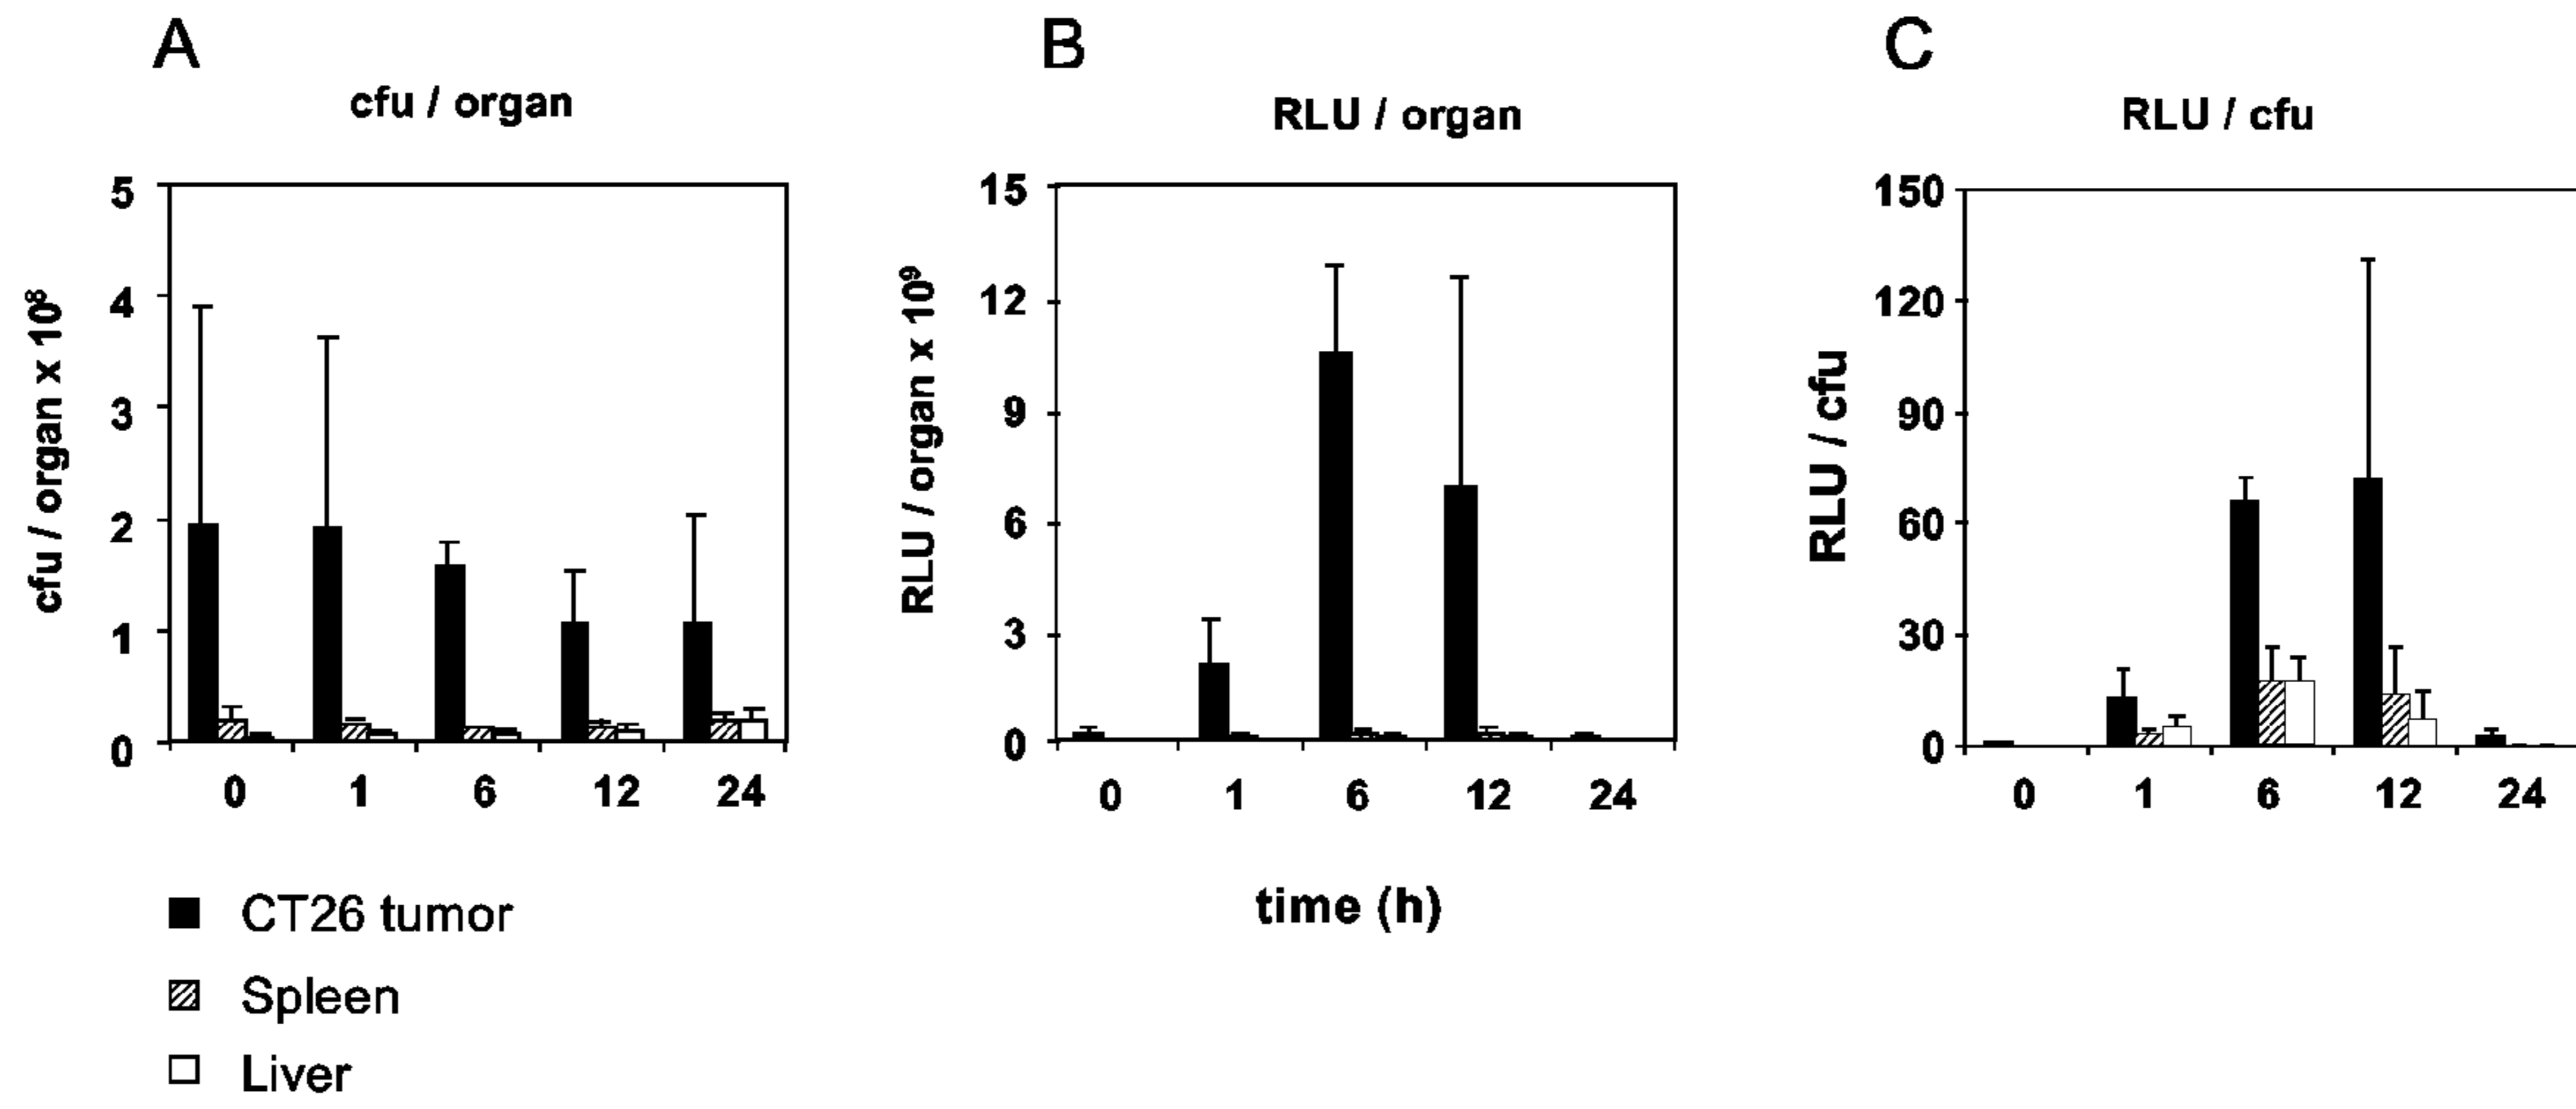 A
cfu / organ
cfu / organ x 10⁸
5
4
3
2
1
0
0 1 6 12 24
B
RLU / organ
RLU / organ x 10⁹
15
12
9
6
3
0
0 1 6 12 24
time (h)
C
RLU / cfu
RLU / cfu
150
120
90
60
30
0
0 1 6 12 24
CT26 tumor
Spleen
Liver